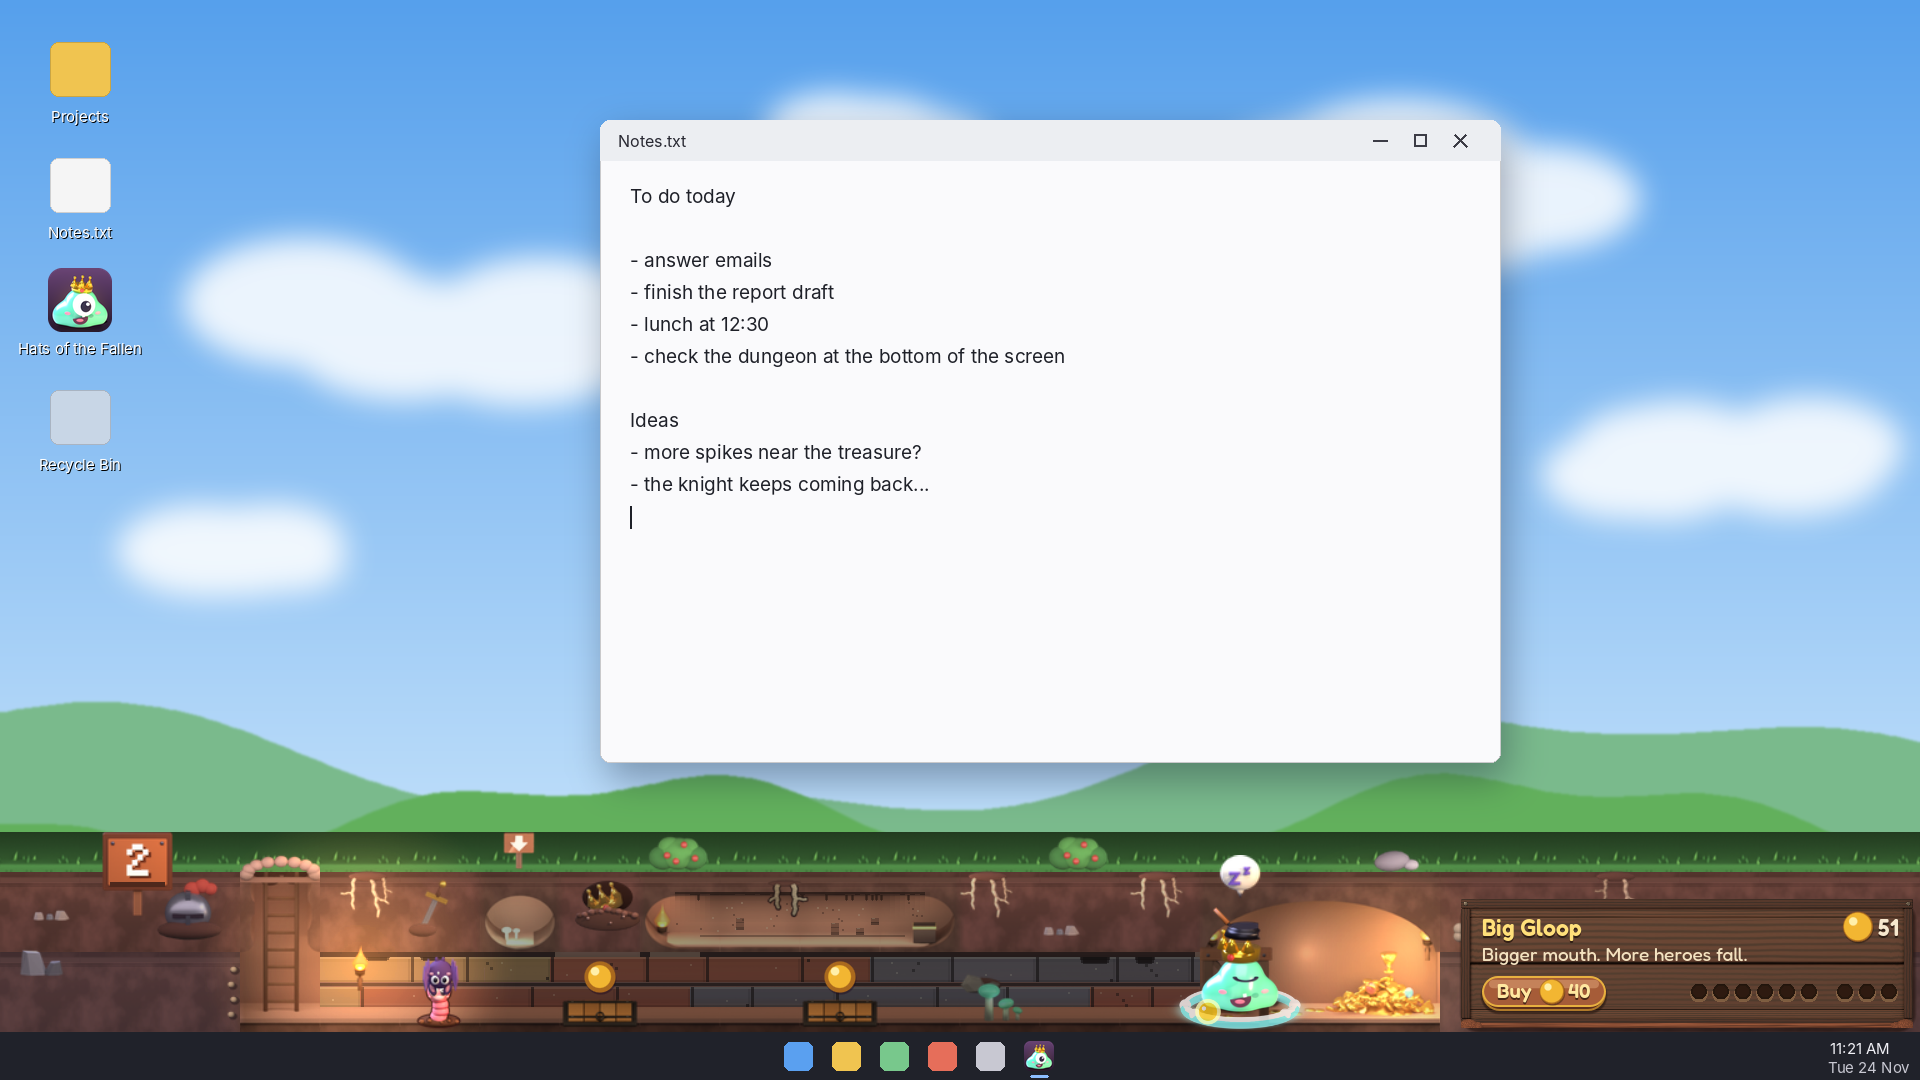 Projects
Notes.txt
Hats of the Fallen
Recycle Bin
Notes.txt
To do today
- answer emails
- finish the report draft
- lunch at 12:30
- check the dungeon at the bottom of the screen
Ideas
- more spikes near the treasure?
- the knight keeps coming back...
2
z z
Big Gloop
51
Bigger mouth. More heroes fall.
Buy 40
11:21 AM
Tue 24 Nov